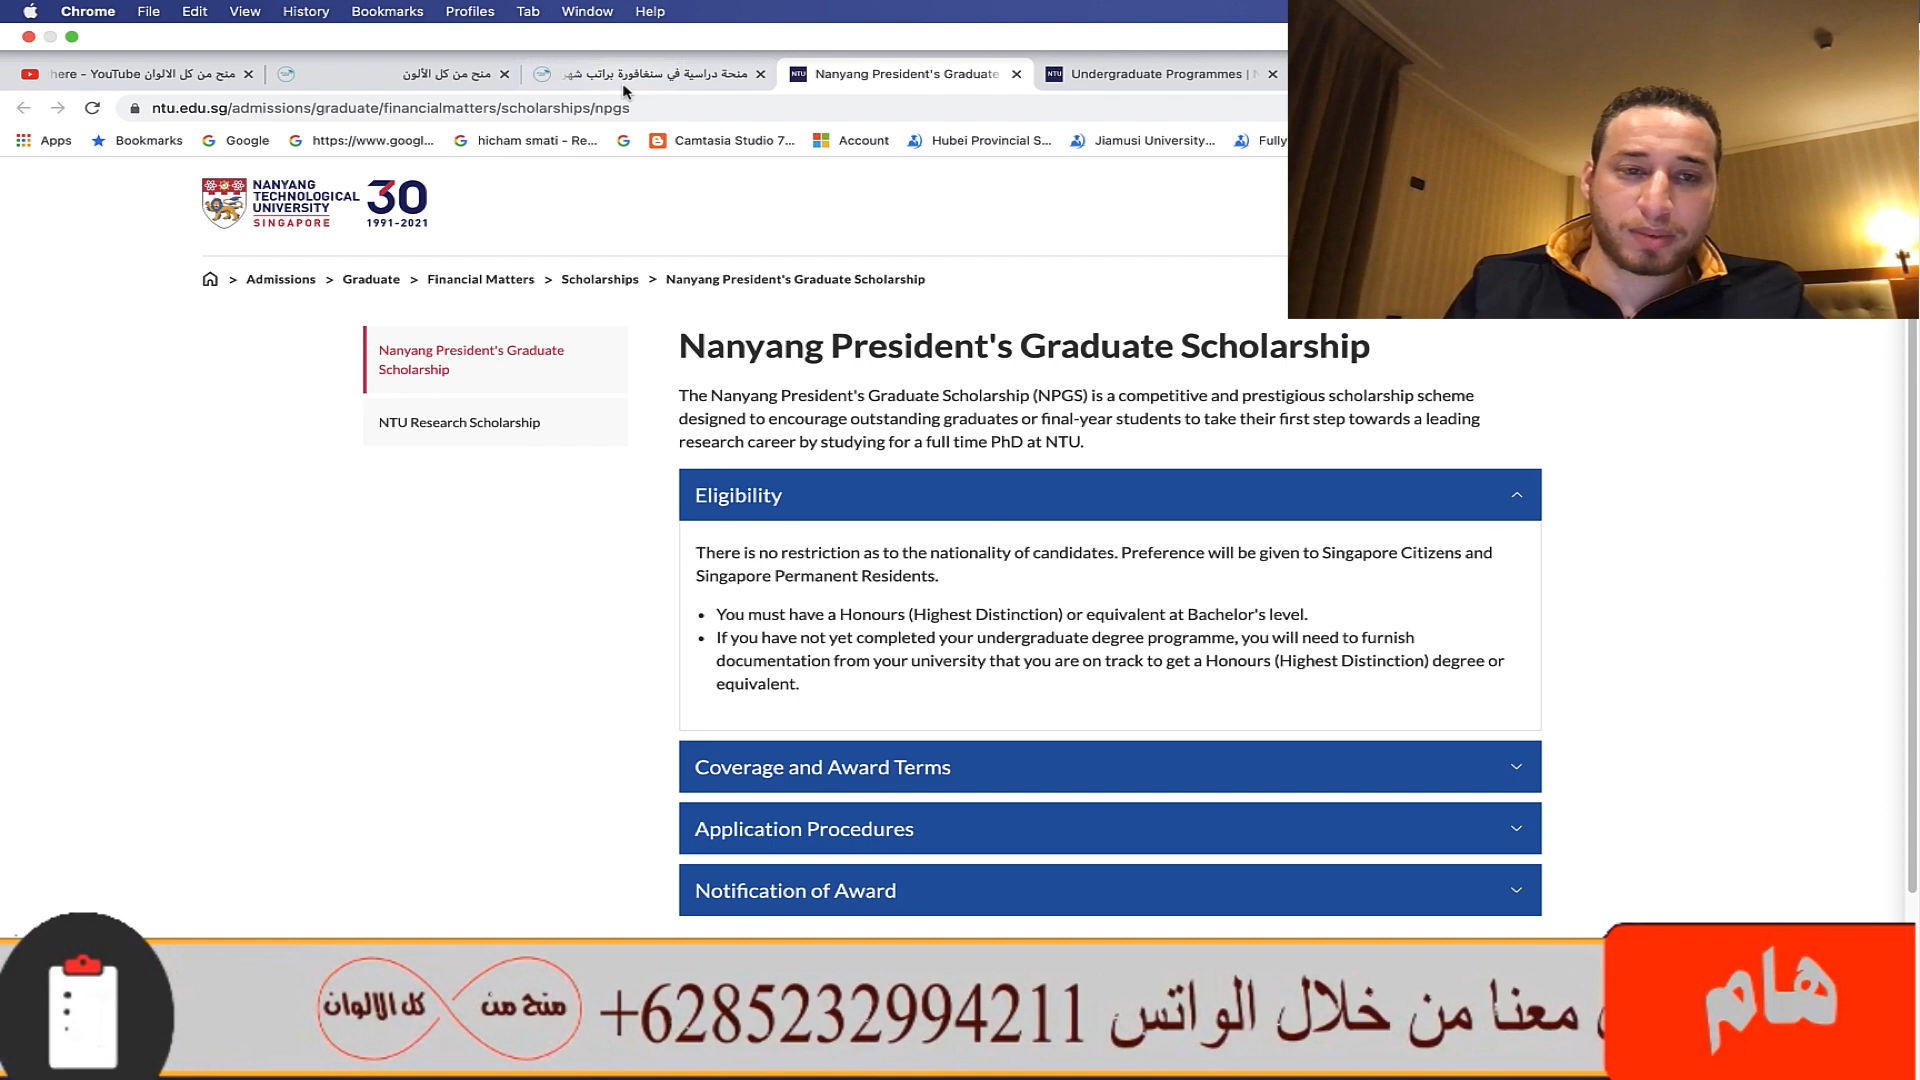 Chrome File Edit View History Bookmarks Profiles Tab Window Help
here - YouTube منح من كل الالوان
منح من كل الألون
منحة دراسية في سنغافورة براتب شهر
Nanyang President's Graduate
Undergraduate Programmes | N
ntu.edu.sg/admissions/graduate/financialmatters/scholarships/npgs
Apps Bookmarks Google https://www.googl... hicham smati - Re... Camtasia Studio 7... Account Hubei Provincial S... Jiamusi University... Fully
NANYANG
TECHNOLOGICAL
UNIVERSITY
SINGAPORE
30
1991-2021
> Admissions > Graduate > Financial Matters > Scholarships > Nanyang President's Graduate Scholarship
Nanyang President's Graduate
Scholarship
NTU Research Scholarship
Nanyang President's Graduate Scholarship
The Nanyang President's Graduate Scholarship (NPGS) is a competitive and prestigious scholarship scheme
designed to encourage outstanding graduates or final-year students to take their first step towards a leading
research career by studying for a full time PhD at NTU.
Eligibility
There is no restriction as to the nationality of candidates. Preference will be given to Singapore Citizens and
Singapore Permanent Residents.
• You must have a Honours (Highest Distinction) or equivalent at Bachelor's level.
• If you have not yet completed your undergraduate degree programme, you will need to furnish
documentation from your university that you are on track to get a Honours (Highest Distinction) degree or
equivalent.
Coverage and Award Terms
Application Procedures
Notification of Award
هام
معنا من خلال الواتس 6285232994211+
منح من كل الالوان